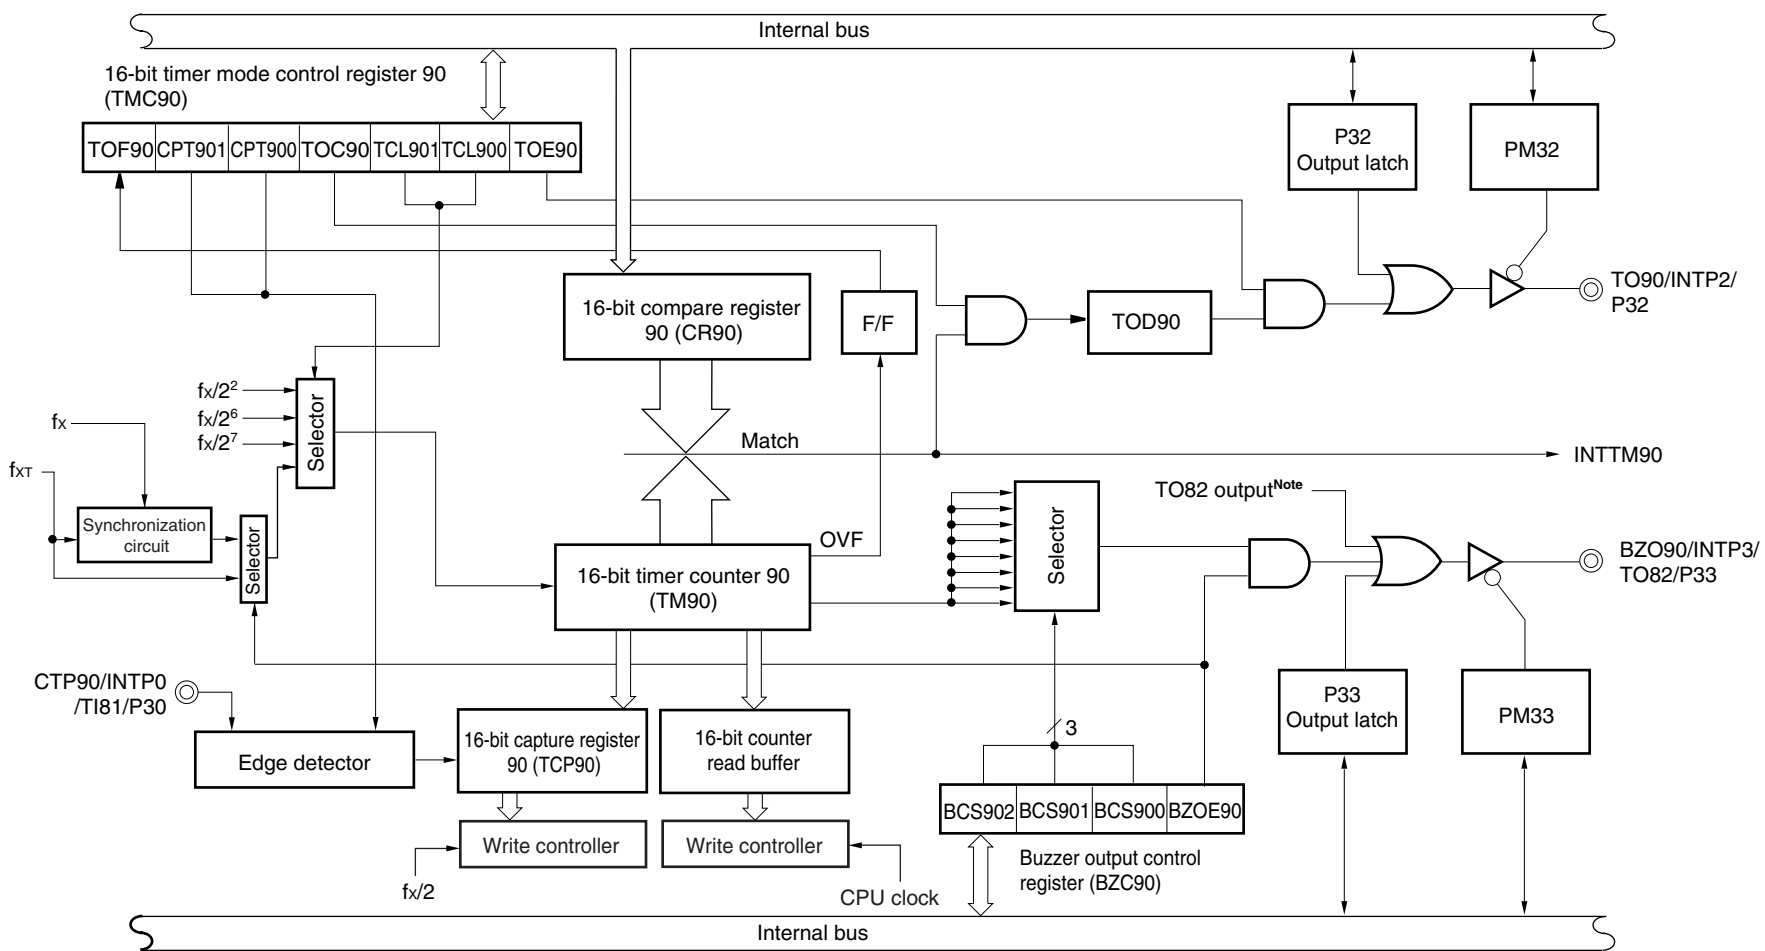 Internal bus
16-bit timer mode control register 90
(TMC90)
TOF90 CPT901 CPT900 TOC90 TCL901 TCL900 TOE90
P32
Output latch
PM32
16-bit compare register
90 (CR90)
F/F
TOD90
TO90/INTP2/
P32
fX/2²
fX/2⁶
fX/2⁷
Selector
fX
fXT
Match
INTTM90
Synchronization
circuit
Selector
OVF
16-bit timer counter 90
(TM90)
Selector
TO82 output Note
BZO90/INTP3/
TO82/P33
CTP90/INTP0
/TI81/P30
Edge detector
16-bit capture register
90 (TCP90)
16-bit counter
read buffer
3
P33
Output latch
PM33
BCS902 BCS901 BCS900 BZOE90
Write controller
Write controller
fX/2
CPU clock
Buzzer output control
register (BZC90)
Internal bus